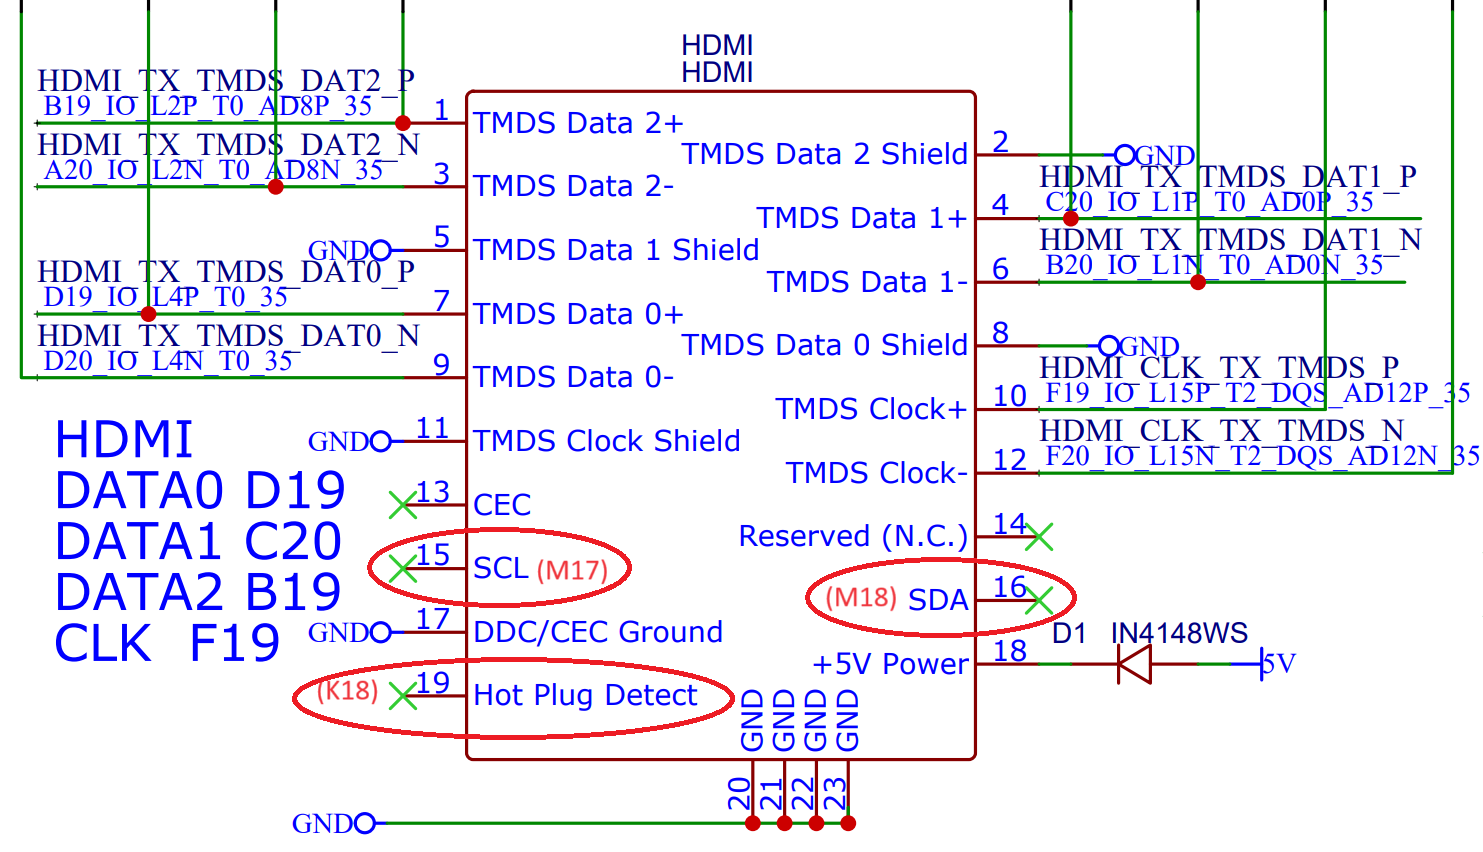 HDMI
HDMI
HDMI_TX_TMDS_DAT2_P
B19_IO_L2P_T0_AD8P_35
1
TMDS Data 2+
HDMI_TX_TMDS_DAT2_N
A20_IO_L2N_T0_AD8N_35
3
TMDS Data 2-
GND
5
TMDS Data 1 Shield
HDMI_TX_TMDS_DAT0_P
D19_IO_L4P_T0_35
7
TMDS Data 0+
HDMI_TX_TMDS_DAT0_N
D20_IO_L4N_T0_35
9
TMDS Data 0-
GND
11
TMDS Clock Shield
13
CEC
15
SCL (M17)
GND
17
DDC/CEC Ground
(K18)
19
Hot Plug Detect
TMDS Data 2 Shield
2
GND
HDMI_TX_TMDS_DAT1_P
C20_IO_L1P_T0_AD0P_35
TMDS Data 1+
4
HDMI_TX_TMDS_DAT1_N
B20_IO_L1N_T0_AD0N_35
TMDS Data 1-
6
TMDS Data 0 Shield
8
GND
HDMI_CLK_TX_TMDS_P
F19_IO_L15P_T2_DQS_AD12P_35
TMDS Clock+
10
HDMI_CLK_TX_TMDS_N
F20_IO_L15N_T2_DQS_AD12N_35
TMDS Clock-
12
Reserved (N.C.)
14
(M18) SDA
16
D1 IN4148WS
+5V Power
18
5V
HDMI
DATA0 D19
DATA1 C20
DATA2 B19
CLK F19
GND
GND
GND
GND
20
21
22
23
GND